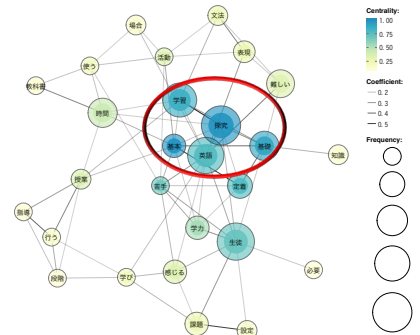 場合
文法
活動
表現
使う
難しい
教科書
学習
時間
探究
基本
英語
基礎
知識
授業
苦手
定着
指導
学力
行う
生徒
段階
学び
感じる
必要
課題
設定
Centrality:
1.00
0.75
0.50
0.25
Coefficient:
0.2
0.3
0.4
0.5
Frequency: